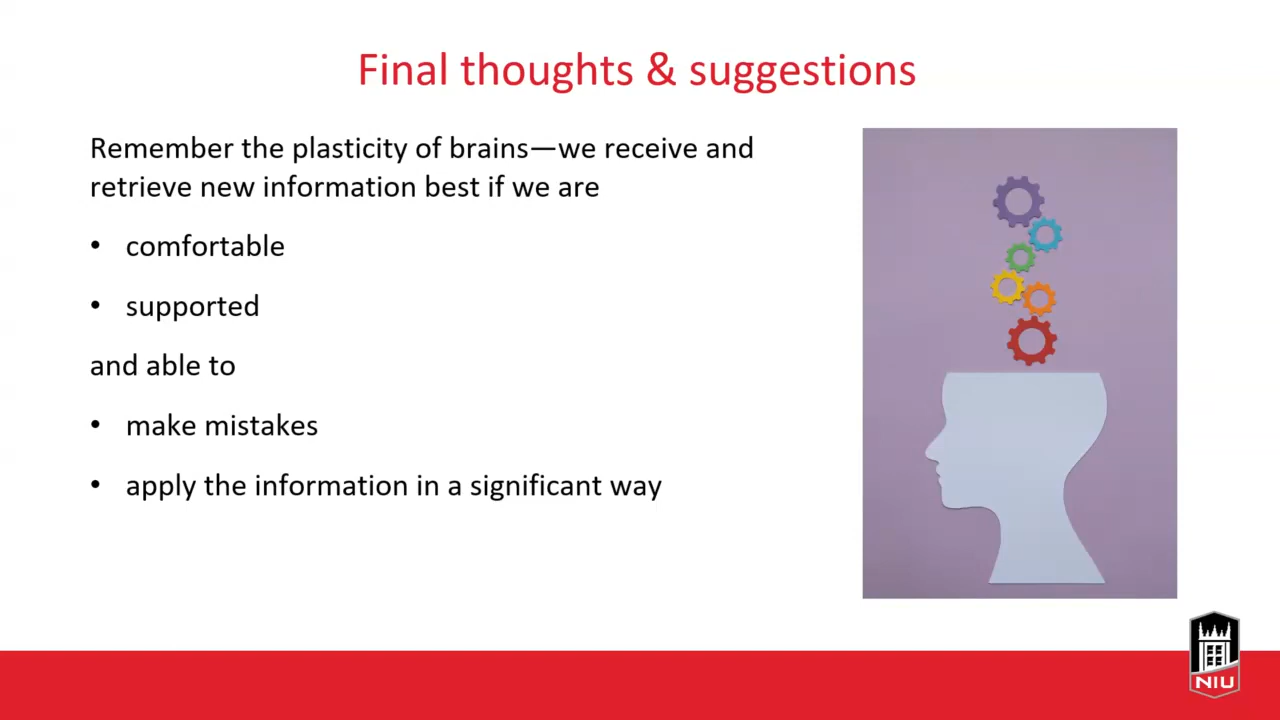 Final thoughts & suggestions
Remember the plasticity of brains—we receive and
retrieve new information best if we are
• comfortable
• supported
and able to
• make mistakes
• apply the information in a significant way
NIU